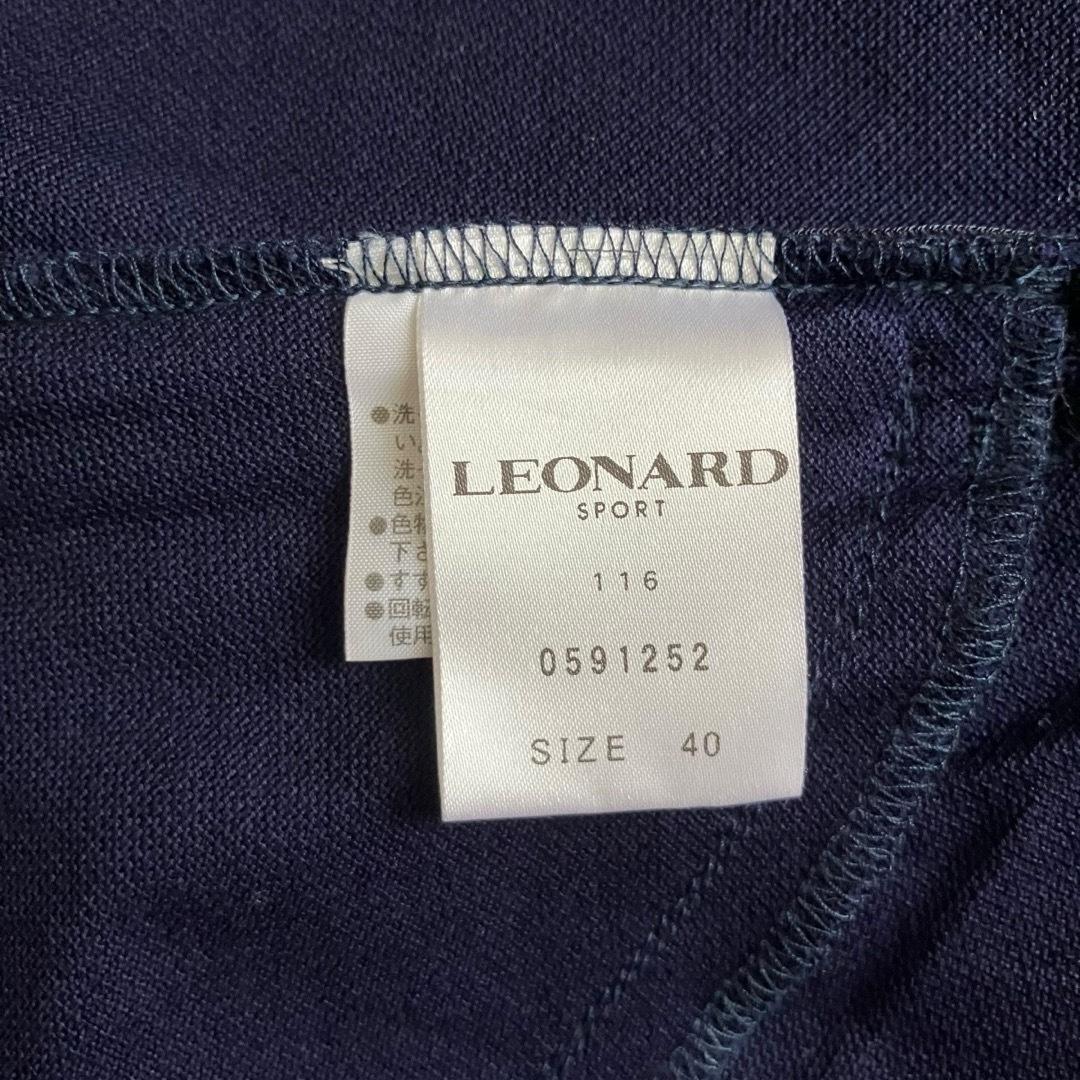 LEONARD
SPORT
116
0591252
SIZE 40
●洗
い
洗
色
●色
下さ
●すす
●回転
使用